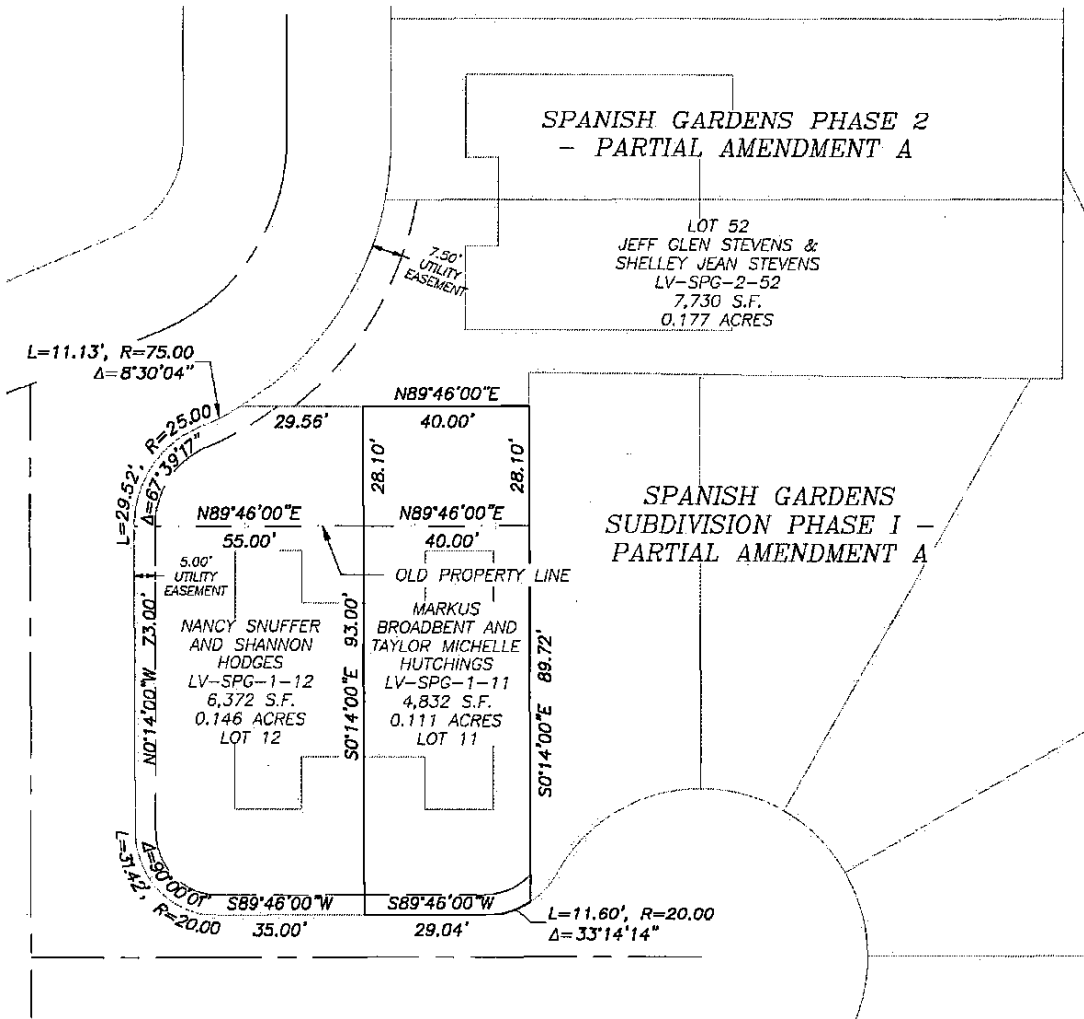 SPANISH GARDENS PHASE 2
- PARTIAL AMENDMENT A
LOT 52
JEFF GLEN STEVENS &
SHELLEY JEAN STEVENS
LV-SPG-2-52
7,730 S.F.
0.177 ACRES
7.50'
UTILITY
EASEMENT
L=11.13', R=75.00
Δ=8°30'04"
N89°46'00"E
29.56'
40.00'
L=29.52', R=25.00
Δ=67°39'17"
28.10'
28.10'
SPANISH GARDENS
SUBDIVISION PHASE I -
PARTIAL AMENDMENT A
N89°46'00"E
N89°46'00"E
55.00'
40.00'
OLD PROPERTY LINE
5.00'
UTILITY
EASEMENT
N0°14'00"W 73.00'
NANCY SNUFFER
AND SHANNON
HODGES
LV-SPG-1-12
6,372 S.F.
0.146 ACRES
LOT 12
S0°14'00"E 93.00'
MARKUS
BROADBENT AND
TAYLOR MICHELLE
HUTCHINGS
LV-SPG-1-11
4,832 S.F.
0.111 ACRES
LOT 11
S0°14'00"E 89.72'
L=31.42', R=20.00
Δ=90°00'01"
S89°46'00"W
S89°46'00"W
35.00'
29.04'
L=11.60', R=20.00
Δ=33°14'14"